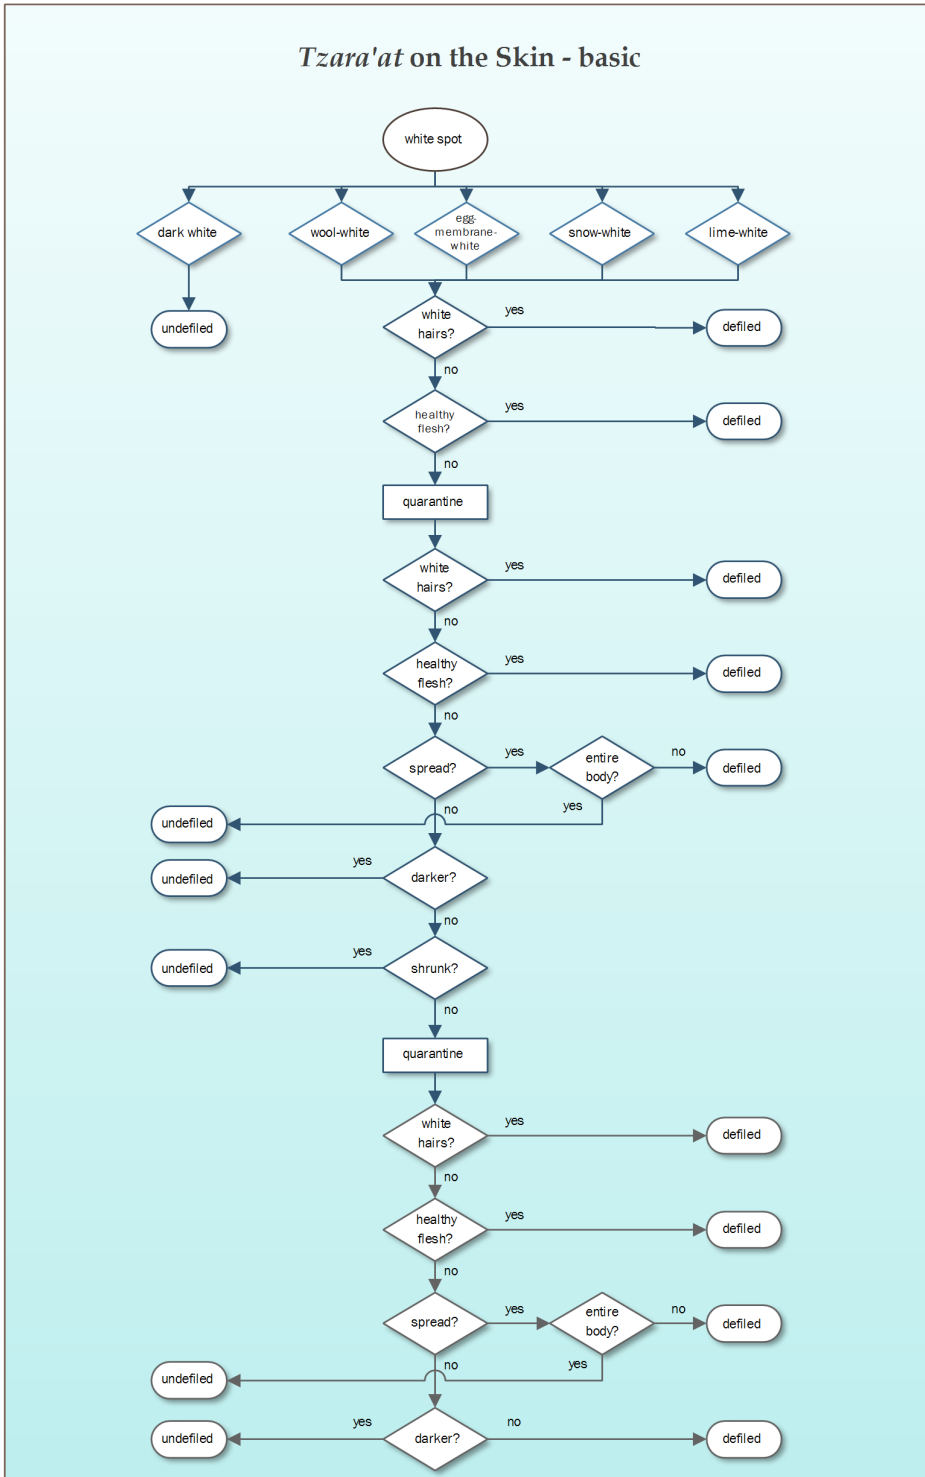 Tzara'at on the Skin - basic
white spot
dark white
wool-white
egg-
membrane-
white
snow-white
lime-white
undefiled
white
hairs?
yes
defiled
no
healthy
flesh?
yes
defiled
no
quarantine
white
hairs?
yes
defiled
no
healthy
flesh?
yes
defiled
no
spread?
yes
entire
body?
no
defiled
no
yes
undefiled
undefiled
yes
darker?
no
undefiled
yes
shrunk?
no
quarantine
white
hairs?
yes
defiled
no
healthy
flesh?
yes
defiled
no
spread?
yes
entire
body?
no
defiled
no
yes
undefiled
undefiled
yes
darker?
no
defiled